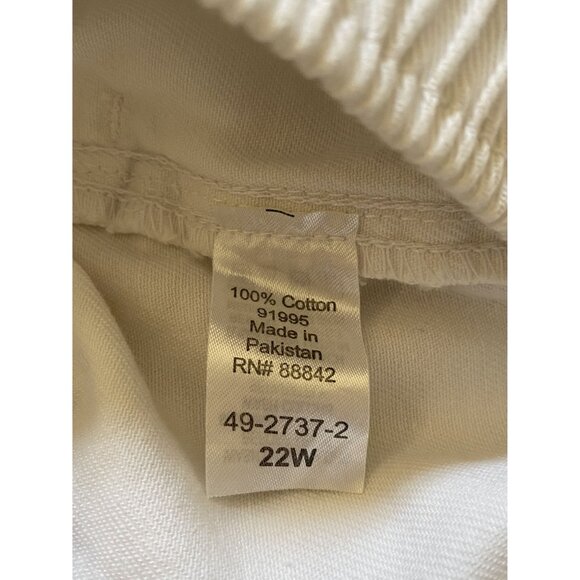 100% Cotton
91995
Made in
Pakistan
RN# 88842
49-2737-2
22W